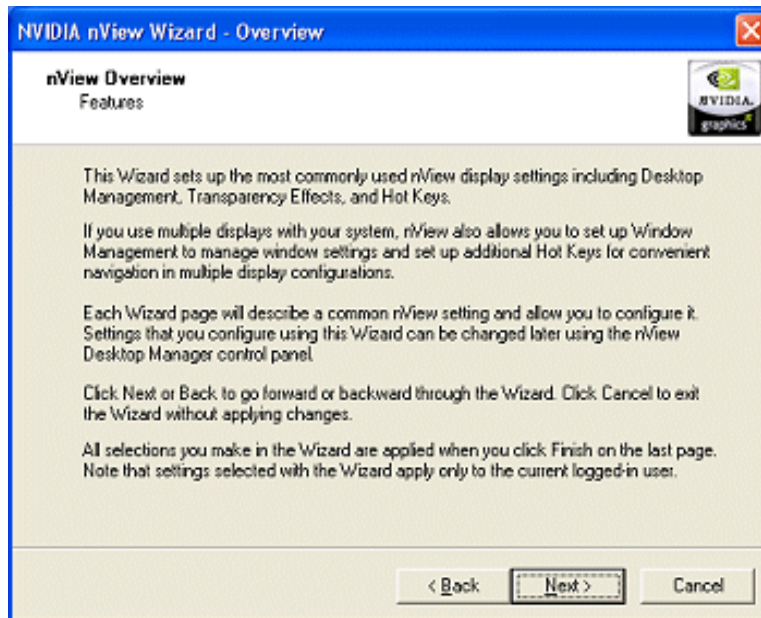 NVIDIA nView Wizard - Overview
nView Overview
Features
NVIDIA.
graphics
This Wizard sets up the most commonly used nView display settings including Desktop
Management, Transparency Effects, and Hot Keys.
If you use multiple displays with your system, nView also allows you to set up Window
Management to manage window settings and set up additional Hot Keys for convenient
navigation in multiple display configurations.
Each Wizard page will describe a common nView setting and allow you to configure it.
Settings that you configure using this Wizard can be changed later using the nView
Desktop Manager control panel.
Click Next or Back to go forward or backward through the Wizard. Click Cancel to exit
the Wizard without applying changes.
All selections you make in the Wizard are applied when you click Finish on the last page.
Note that settings selected with the Wizard apply only to the current logged-in user.
< Back
Next >
Cancel